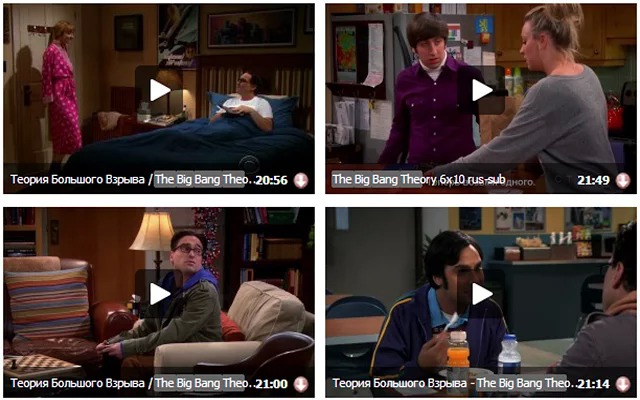 Теория Большого Взрыва / The Big Bang Theo... 20:56
The Big Bang Theory 6x10 rus-sub 21:49
одного.
Теория Большого Взрыва / The Big Bang Theo... 21:00
Теория Большого Взрыва - The Big Bang Theo... 21:14